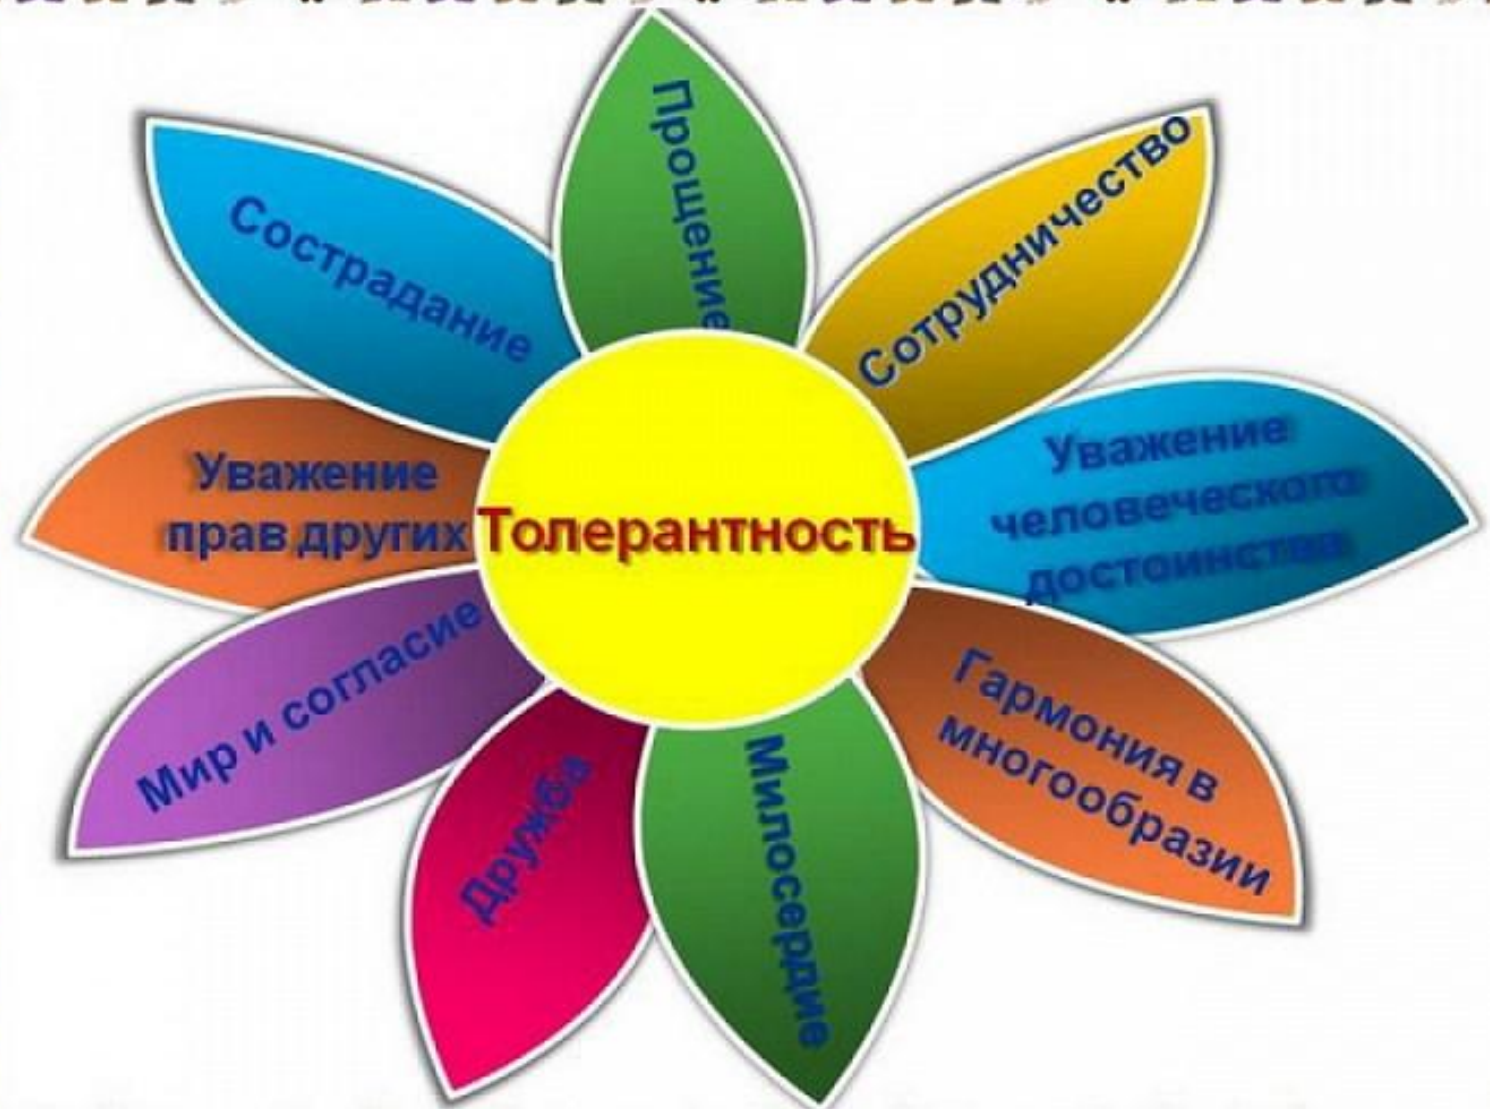 Прощение
Сотрудничество
Сострадание
Уважение
человеческого
достоинства
Уважение
прав других
Толерантность
Мир и согласие
Гармония в
многообразии
Дружба
Милосердие